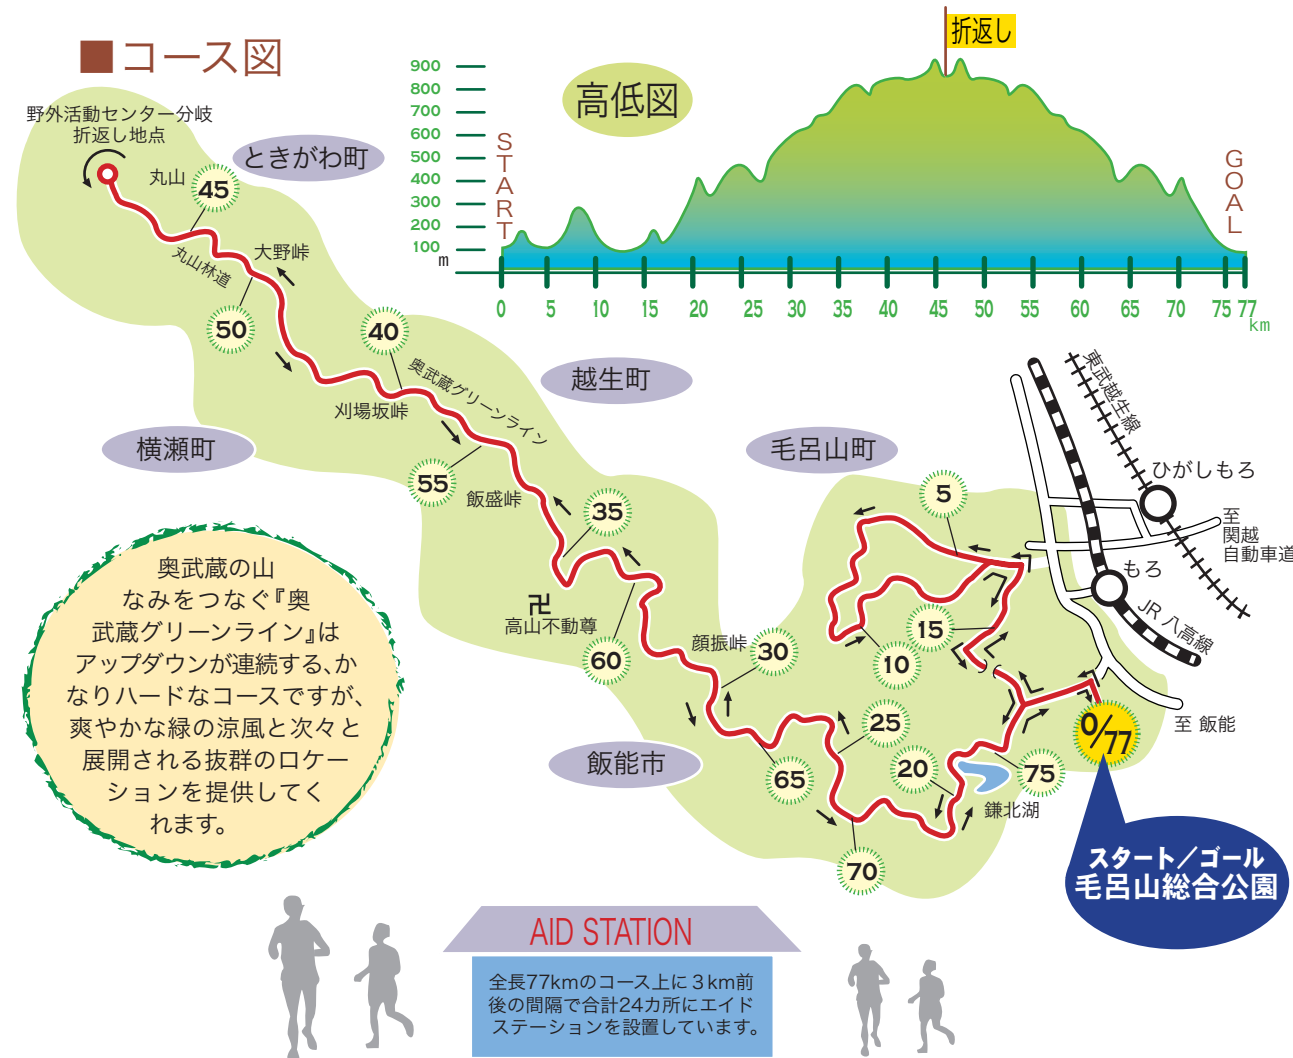 ■コース図
野外活動センター分岐
折返し地点
ときがわ町
丸山
45
丸山林道
大野峠
50
40
奥武蔵グリーンライン
刈場坂峠
越生町
横瀬町
55
飯盛峠
35
卍
高山不動尊
60
顔振峠
30
25
65
飯能市
70
20
75
鎌北湖
毛呂山町
5
10
15
0/77
スタート／ゴール
毛呂山総合公園
東武越生線
ひがしもろ
至
関越
自動車道
もろ
JR 八高線
至 飯能
高低図
折返し
900
800
700
600
500
400
300
200
100
m
START
GOAL
0 5 10 15 20 25 30 35 40 45 50 55 60 65 70 75 77
km
奥武蔵の山
なみをつなぐ『奥
武蔵グリーンライン』は
アップダウンが連続する、か
なりハードなコースですが、
爽やかな緑の涼風と次々と
展開される抜群のロケー
ションを提供してく
れます。
AID STATION
全長77kmのコース上に３km前
後の間隔で合計24カ所にエイド
ステーションを設置しています。